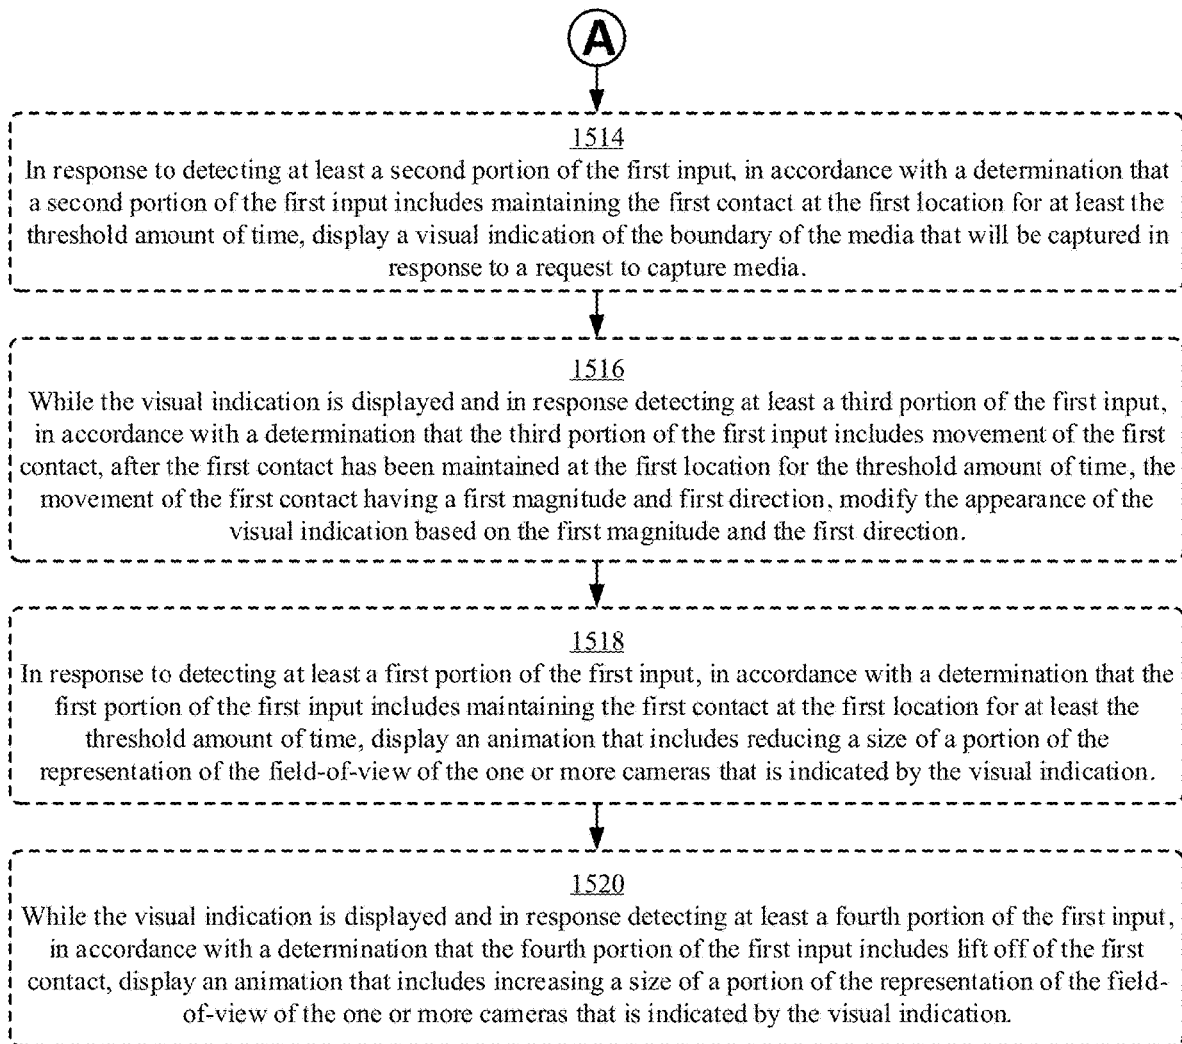 A
1514
In response to detecting at least a second portion of the first input, in accordance with a determination that
a second portion of the first input includes maintaining the first contact at the first location for at least the
threshold amount of time, display a visual indication of the boundary of the media that will be captured in
response to a request to capture media.
1516
While the visual indication is displayed and in response detecting at least a third portion of the first input,
in accordance with a determination that the third portion of the first input includes movement of the first
contact, after the first contact has been maintained at the first location for the threshold amount of time, the
movement of the first contact having a first magnitude and first direction, modify the appearance of the
visual indication based on the first magnitude and the first direction.
1518
In response to detecting at least a first portion of the first input, in accordance with a determination that the
first portion of the first input includes maintaining the first contact at the first location for at least the
threshold amount of time, display an animation that includes reducing a size of a portion of the
representation of the field-of-view of the one or more cameras that is indicated by the visual indication.
1520
While the visual indication is displayed and in response detecting at least a fourth portion of the first input,
in accordance with a determination that the fourth portion of the first input includes lift off of the first
contact, display an animation that includes increasing a size of a portion of the representation of the field-
of-view of the one or more cameras that is indicated by the visual indication.